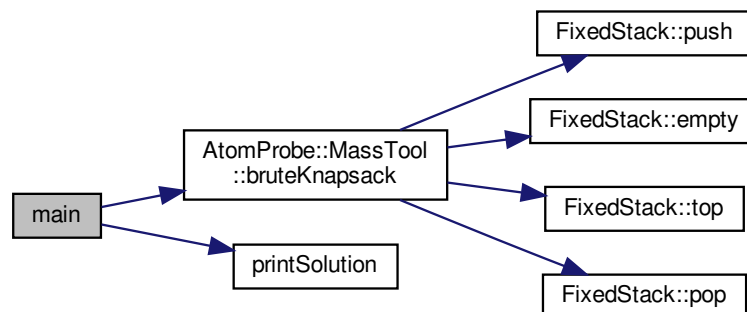 FixedStack::push
FixedStack::empty
AtomProbe::MassTool
::bruteKnapsack
FixedStack::top
main
printSolution
FixedStack::pop